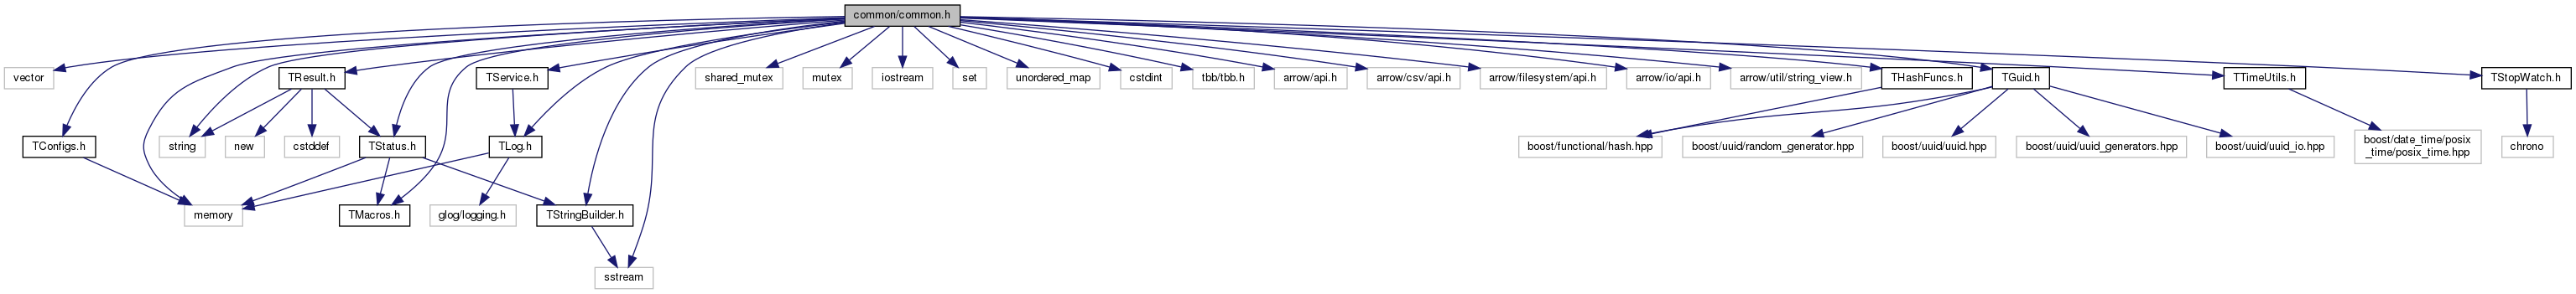 common/common.h
vector
TResult.h
TService.h
shared_mutex
mutex
iostream
set
unordered_map
cstdint
tbb/tbb.h
arrow/api.h
arrow/csv/api.h
arrow/filesystem/api.h
arrow/io/api.h
arrow/util/string_view.h
THashFuncs.h
TGuid.h
TTimeUtils.h
TStopWatch.h
TConfigs.h
string
new
cstddef
TStatus.h
TLog.h
boost/functional/hash.hpp
boost/uuid/random_generator.hpp
boost/uuid/uuid.hpp
boost/uuid/uuid_generators.hpp
boost/uuid/uuid_io.hpp
boost/date_time/posix
_time/posix_time.hpp
chrono
memory
TMacros.h
glog/logging.h
TStringBuilder.h
sstream